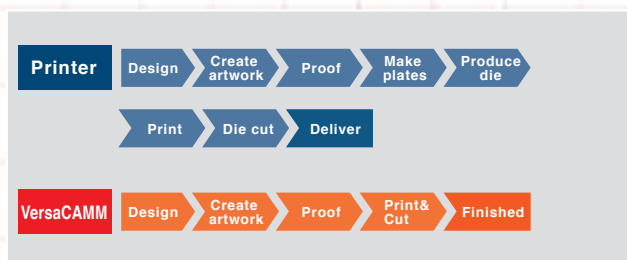 Printer
Design
Create
artwork
Proof
Make
plates
Produce
die
Print
Die cut
Deliver
VersaCAMM
Design
Create
artwork
Proof
Print&
Cut
Finished